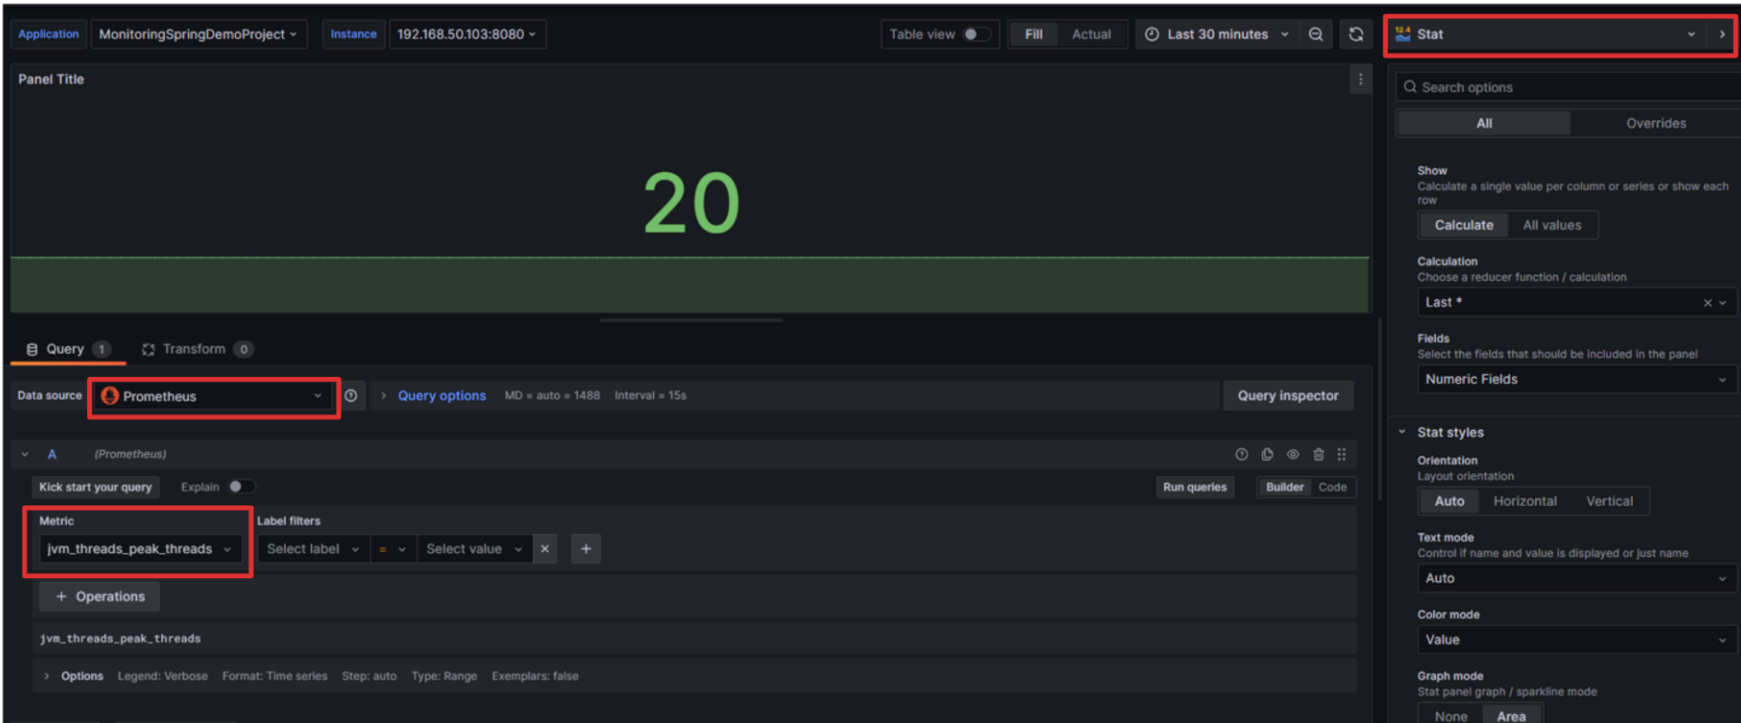 Application MonitoringSpringDemoProject Instance 192.168.50.103:8080 Table view Fill Actual Last 30 minutes
12.4 Stat
Panel Title
20
Search options
All Overrides
Show
Calculate a single value per column or series or show each
row
Calculate All values
Calculation
Choose a reducer function / calculation
Last *
Fields
Select the fields that should be included in the panel
Numeric Fields
Stat styles
Orientation
Layout orientation
Auto Horizontal Vertical
Text mode
Control if name and value is displayed or just name
Auto
Color mode
Value
Graph mode
Stat panel graph / sparkline mode
None Area
Query 1 Transform 0
Data source Prometheus Query options MD = auto = 1488 Interval = 15s Query inspector
A (Prometheus)
Kick start your query Explain Run queries Builder Code
Metric Label filters
jvm_threads_peak_threads Select label = Select value
+ Operations
jvm_threads_peak_threads
Options Legend: Verbose Format: Time series Step: auto Type: Range Exemplars: false